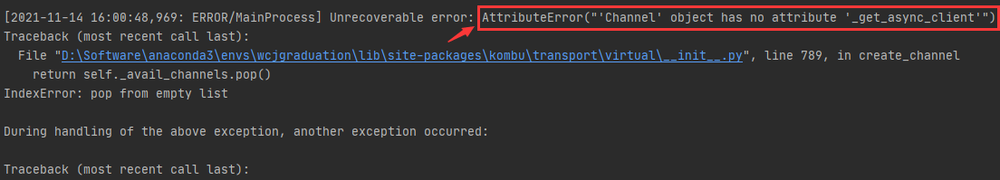 [2021-11-14 16:00:48,969: ERROR/MainProcess] Unrecoverable error: AttributeError("'Channel' object has no attribute '_get_async_client'")
Traceback (most recent call last):
  File "D:\Software\anaconda3\envs\wcjgraduation\lib\site-packages\kombu\transport\virtual\__init__.py", line 789, in create_channel
    return self._avail_channels.pop()
IndexError: pop from empty list
During handling of the above exception, another exception occurred:
Traceback (most recent call last):